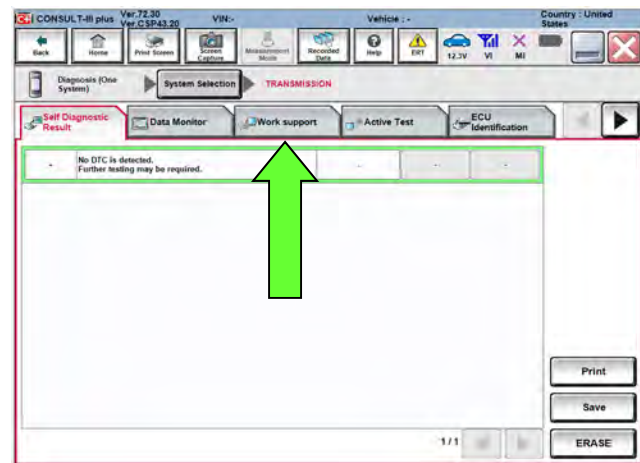 CONSULT-III plus Ver.72.30 VIN:- Vehicle : - Country : United
Ver.CSP43.20 States
Back Home Print Screen Screen Capture Measurement Mode Recorded Data Help ERT 12.3V VI MI
Diagnosis (One System) System Selection TRANSMISSION
Self Diagnostic Result Data Monitor Work support Active Test ECU Identification
- No DTC is detected. - - -
Further testing may be required.
Print
Save
1/1 ERASE